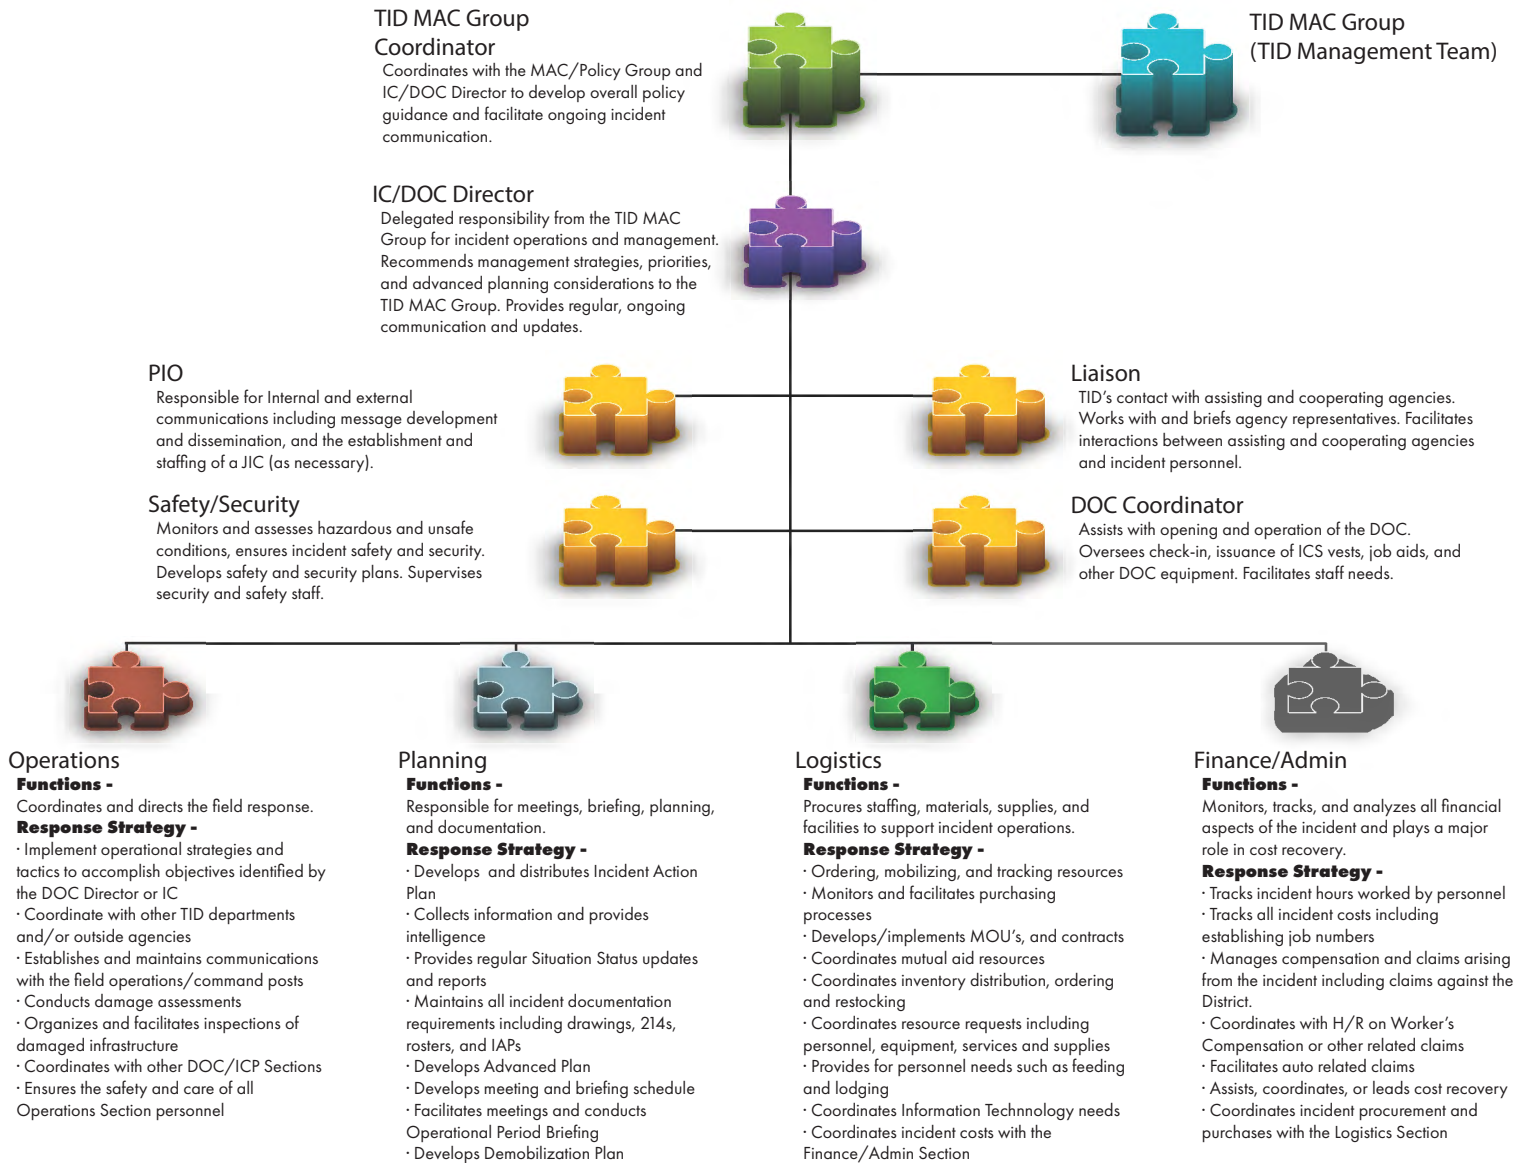 TID MAC Group
Coordinator
Coordinates with the MAC/Policy Group and
IC/DOC Director to develop overall policy
guidance and facilitate ongoing incident
communication.
TID MAC Group
(TID Management Team)
IC/DOC Director
Delegated responsibility from the TID MAC
Group for incident operations and management.
Recommends management strategies, priorities,
and advanced planning considerations to the
TID MAC Group. Provides regular, ongoing
communication and updates.
PIO
Responsible for Internal and external
communications including message development
and dissemination, and the establishment and
staffing of a JIC (as necessary).
Liaison
TID's contact with assisting and cooperating agencies.
Works with and briefs agency representatives. Facilitates
interactions between assisting and cooperating agencies
and incident personnel.
Safety/Security
Monitors and assesses hazardous and unsafe
conditions, ensures incident safety and security.
Develops safety and security plans. Supervises
security and safety staff.
DOC Coordinator
Assists with opening and operation of the DOC.
Oversees check-in, issuance of ICS vests, job aids, and
other DOC equipment. Facilitates staff needs.
Operations
Functions -
Coordinates and directs the field response.
Response Strategy -
· Implement operational strategies and
tactics to accomplish objectives identified by
the DOC Director or IC
· Coordinate with other TID departments
and/or outside agencies
· Establishes and maintains communications
with the field operations/command posts
· Conducts damage assessments
· Organizes and facilitates inspections of
damaged infrastructure
· Coordinates with other DOC/ICP Sections
· Ensures the safety and care of all
Operations Section personnel
Planning
Functions -
Responsible for meetings, briefing, planning,
and documentation.
Response Strategy -
· Develops  and distributes Incident Action
Plan
· Collects information and provides
intelligence
· Provides regular Situation Status updates
and reports
· Maintains all incident documentation
requirements including drawings, 214s,
rosters, and IAPs
· Develops Advanced Plan
· Develops meeting and briefing schedule
· Facilitates meetings and conducts
Operational Period Briefing
· Develops Demobilization Plan
Logistics
Functions -
Procures staffing, materials, supplies, and
facilities to support incident operations.
Response Strategy -
· Ordering, mobilizing, and tracking resources
· Monitors and facilitates purchasing
processes
· Develops/implements MOU's, and contracts
· Coordinates mutual aid resources
· Coordinates inventory distribution, ordering
and restocking
· Coordinates resource requests including
personnel, equipment, services and supplies
· Provides for personnel needs such as feeding
and lodging
· Coordinates Information Technnology needs
· Coordinates incident costs with the
Finance/Admin Section
Finance/Admin
Functions -
Monitors, tracks, and analyzes all financial
aspects of the incident and plays a major
role in cost recovery.
Response Strategy -
· Tracks incident hours worked by personnel
· Tracks all incident costs including
establishing job numbers
· Manages compensation and claims arising
from the incident including claims against the
District.
· Coordinates with H/R on Worker's
Compensation or other related claims
· Facilitates auto related claims
· Assists, coordinates, or leads cost recovery
· Coordinates incident procurement and
purchases with the Logistics Section